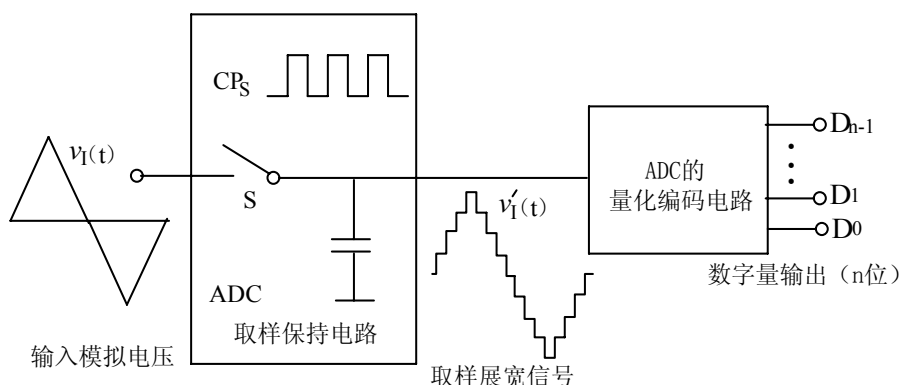 CPS
vI(t)
S
ADC
取样保持电路
输入模拟电压
v′I(t)
取样展宽信号
ADC的
量化编码电路
Dn-1
D1
D0
数字量输出（n位）